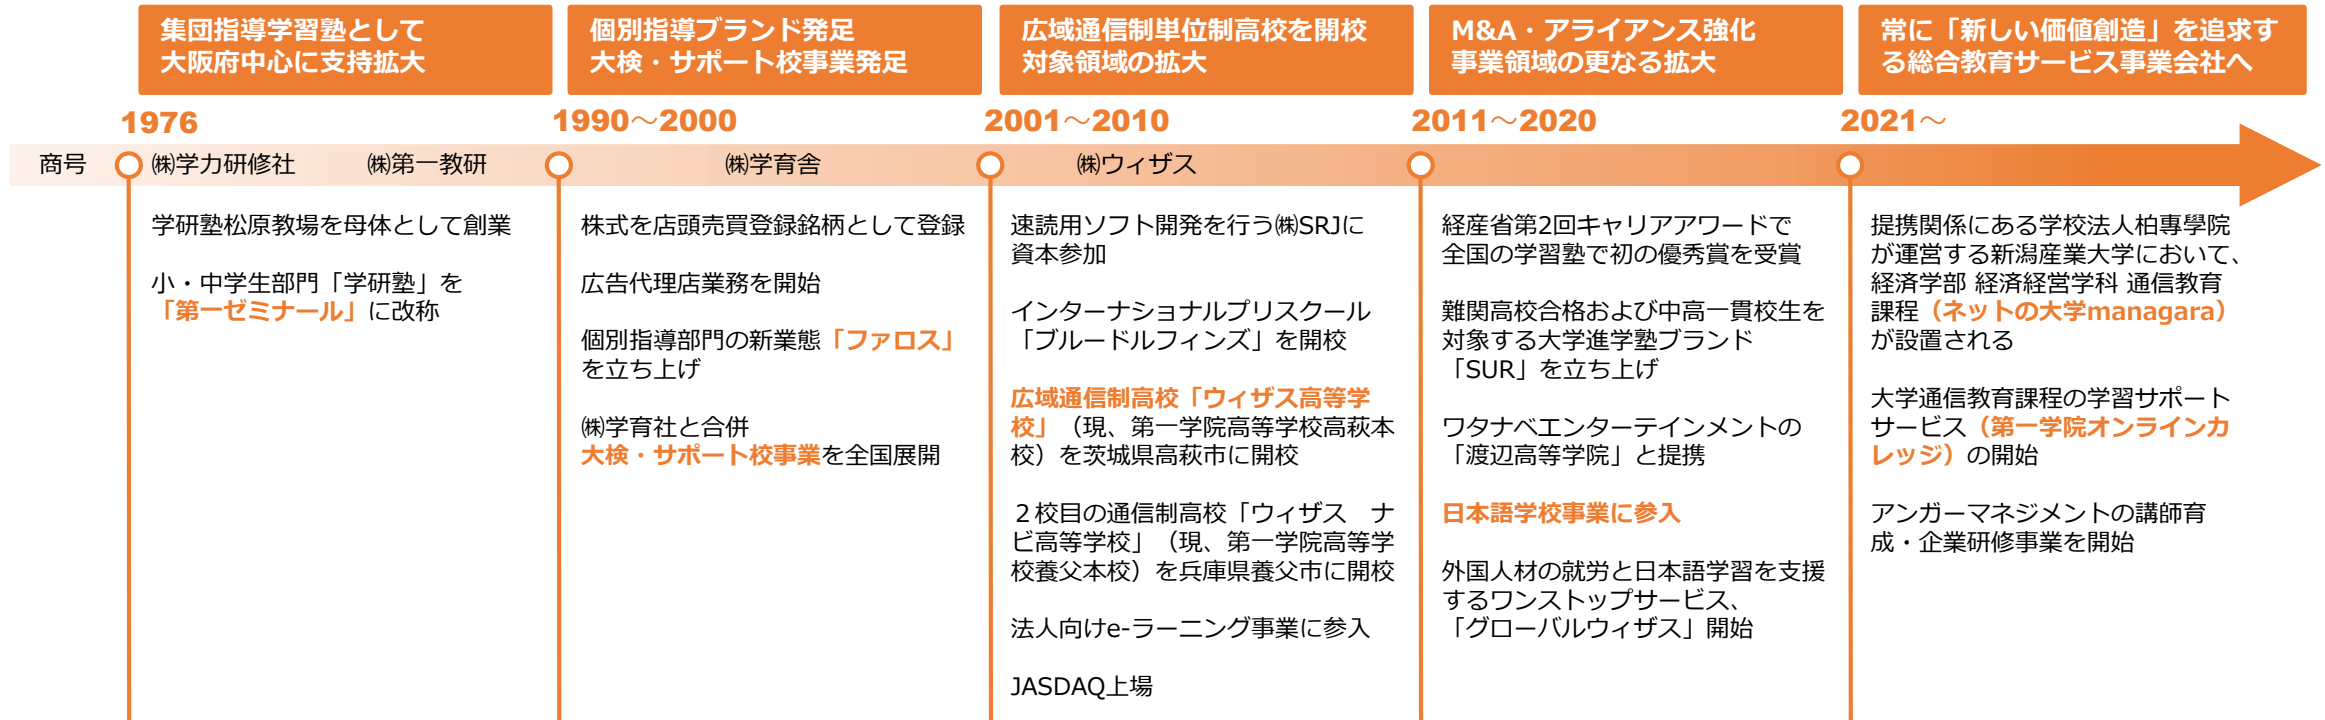 集団指導学習塾として
大阪府中心に支持拡大
個別指導ブランド発足
大検・サポート校事業発足
広域通信制単位制高校を開校
対象領域の拡大
M&A・アライアンス強化
事業領域の更なる拡大
常に「新しい価値創造」を追求す
る総合教育サービス事業会社へ
1976
1990～2000
2001～2010
2011～2020
2021～
商号
㈱学力研修社
㈱第一教研
㈱学育舎
㈱ウィザス
学研塾松原教場を母体として創業
小・中学生部門「学研塾」を
「第一ゼミナール」に改称
株式を店頭売買登録銘柄として登録
広告代理店業務を開始
個別指導部門の新業態「ファロス」
を立ち上げ
㈱学育社と合併
大検・サポート校事業を全国展開
速読用ソフト開発を行う㈱SRJに
資本参加
インターナショナルプリスクール
「ブルードルフィンズ」を開校
広域通信制高校「ウィザス高等学
校」（現、第一学院高等学校高萩本
校）を茨城県高萩市に開校
２校目の通信制高校「ウィザス　ナ
ビ高等学校」（現、第一学院高等学
校養父本校）を兵庫県養父市に開校
法人向けe-ラーニング事業に参入
JASDAQ上場
経産省第2回キャリアアワードで
全国の学習塾で初の優秀賞を受賞
難関高校合格および中高一貫校生を
対象する大学進学塾ブランド
「SUR」を立ち上げ
ワタナベエンターテインメントの
「渡辺高等学院」と提携
日本語学校事業に参入
外国人材の就労と日本語学習を支援
するワンストップサービス、
「グローバルウィザス」開始
提携関係にある学校法人柏専學院
が運営する新潟産業大学において、
経済学部 経済経営学科 通信教育
課程（ネットの大学managara）
が設置される
大学通信教育課程の学習サポート
サービス（第一学院オンラインカ
レッジ）の開始
アンガーマネジメントの講師育
成・企業研修事業を開始